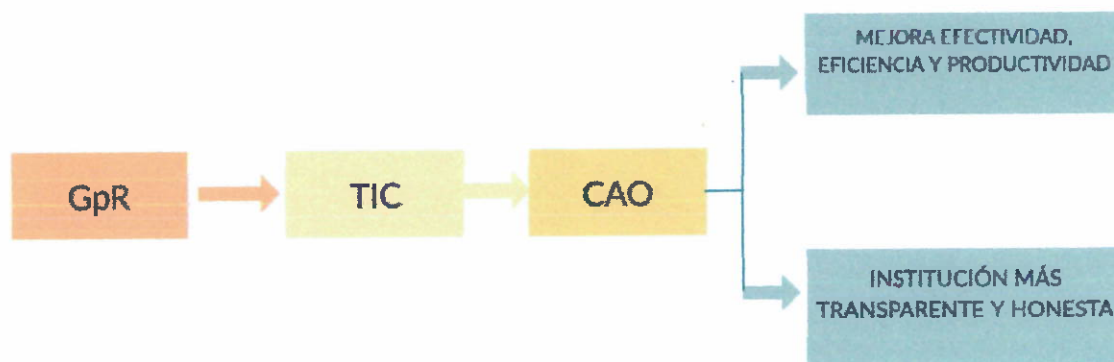 GpR
TIC
CAO
MEJORA EFECTIVIDAD,
EFICIENCIA Y PRODUCTIVIDAD
INSTITUCIÓN MÁS
TRANSPARENTE Y HONESTA